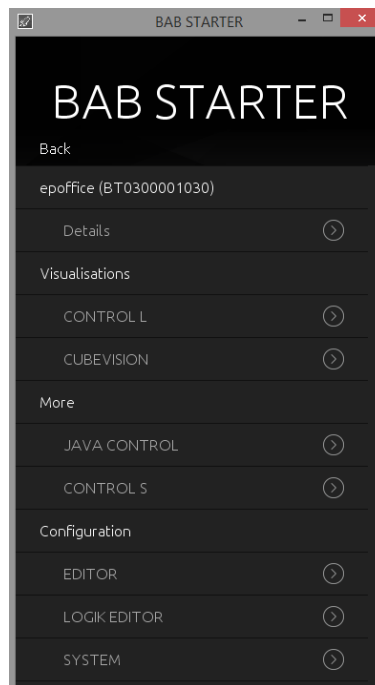 BAB STARTER
BAB STARTER
Back
epoffice (BT0300001030)
Details
Visualisations
CONTROL L
CUBEVISION
More
JAVA CONTROL
CONTROL S
Configuration
EDITOR
LOGIK EDITOR
SYSTEM